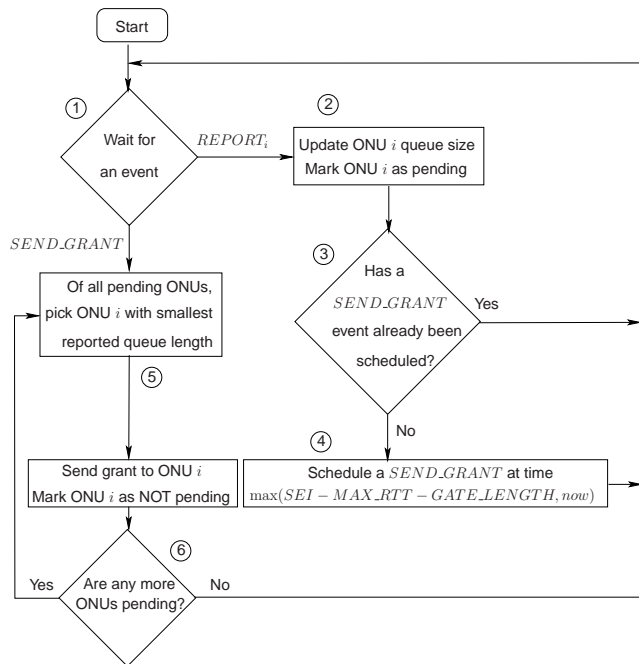 Start
①
Wait for
an event
REPORT_i
②
Update ONU i queue size
Mark ONU i as pending
SEND_GRANT
③
Has a
SEND_GRANT
event already been
scheduled?
Yes
No
Of all pending ONUs,
pick ONU i with smallest
reported queue length
⑤
④
Schedule a SEND_GRANT at time
max(SEI − MAX_RTT − GATE_LENGTH, now)
Send grant to ONU i
Mark ONU i as NOT pending
⑥
Are any more
ONUs pending?
Yes
No